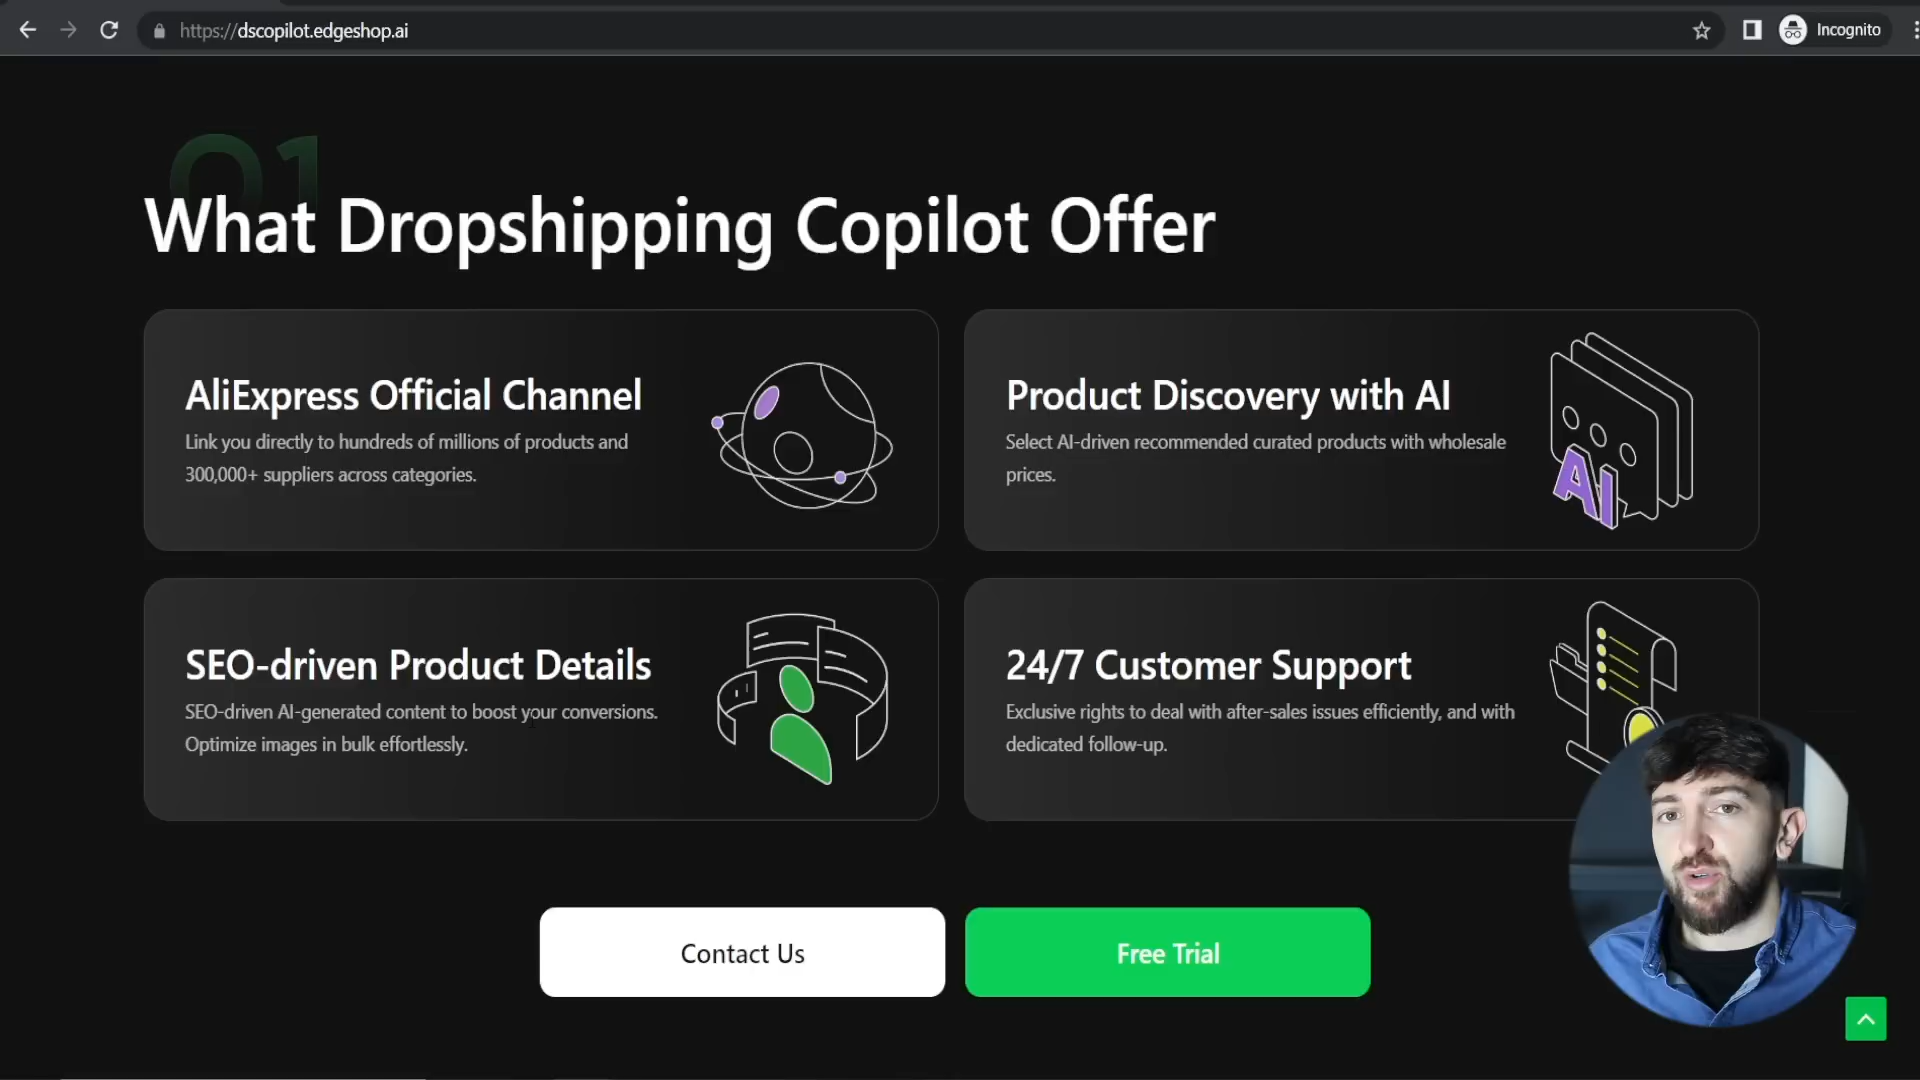 https://dscopilot.edgeshop.ai
Incognito
01
What Dropshipping Copilot Offer
AliExpress Official Channel
Link you directly to hundreds of millions of products and
300,000+ suppliers across categories.
Product Discovery with AI
Select AI-driven recommended curated products with wholesale
prices.
AI
SEO-driven Product Details
SEO-driven AI-generated content to boost your conversions.
Optimize images in bulk effortlessly.
24/7 Customer Support
Exclusive rights to deal with after-sales issues efficiently, and with
dedicated follow-up.
Contact Us
Free Trial